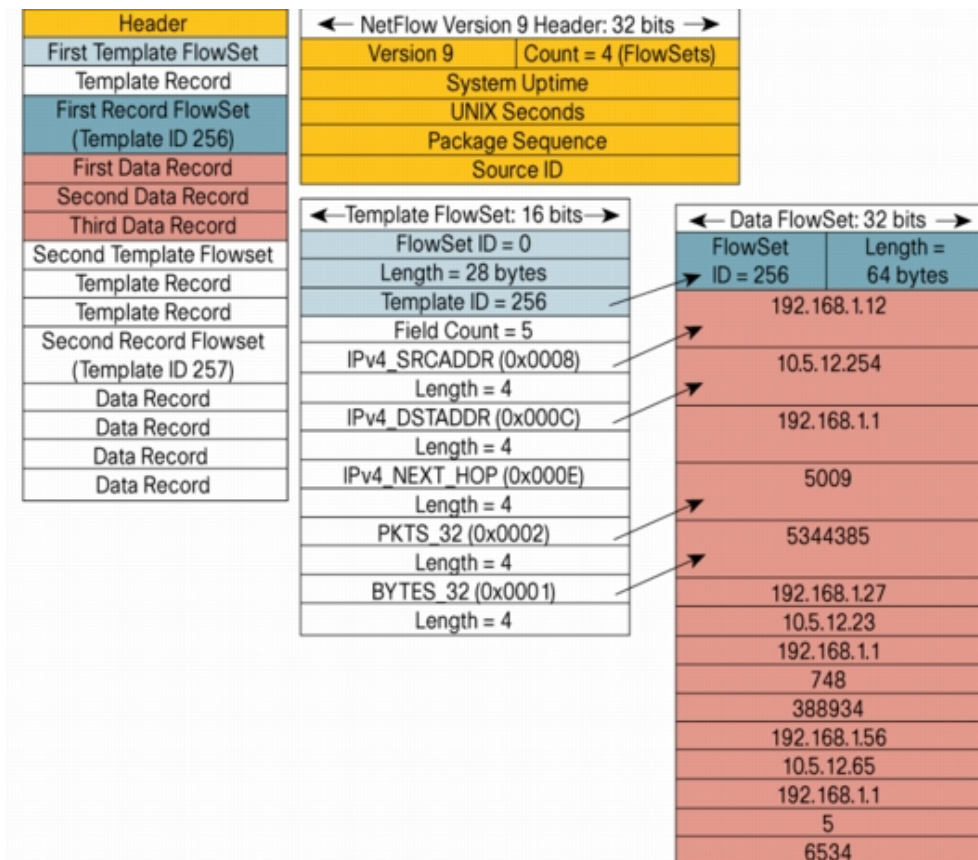 Header
First Template FlowSet
Template Record
First Record FlowSet
(Template ID 256)
First Data Record
Second Data Record
Third Data Record
Second Template Flowset
Template Record
Template Record
Second Record Flowset
(Template ID 257)
Data Record
Data Record
Data Record
Data Record
NetFlow Version 9 Header: 32 bits
Version 9
Count = 4 (FlowSets)
System Uptime
UNIX Seconds
Package Sequence
Source ID
Template FlowSet: 16 bits
FlowSet ID = 0
Length = 28 bytes
Template ID = 256
Field Count = 5
IPv4_SRCADDR (0x0008)
Length = 4
IPv4_DSTADDR (0x000C)
Length = 4
IPv4_NEXT_HOP (0x000E)
Length = 4
PKTS_32 (0x0002)
Length = 4
BYTES_32 (0x0001)
Length = 4
Data FlowSet: 32 bits
FlowSet
ID = 256
Length =
64 bytes
192.168.1.12
10.5.12.254
192.168.1.1
5009
5344385
192.168.1.27
10.5.12.23
192.168.1.1
748
388934
192.168.1.56
10.5.12.65
192.168.1.1
5
6534